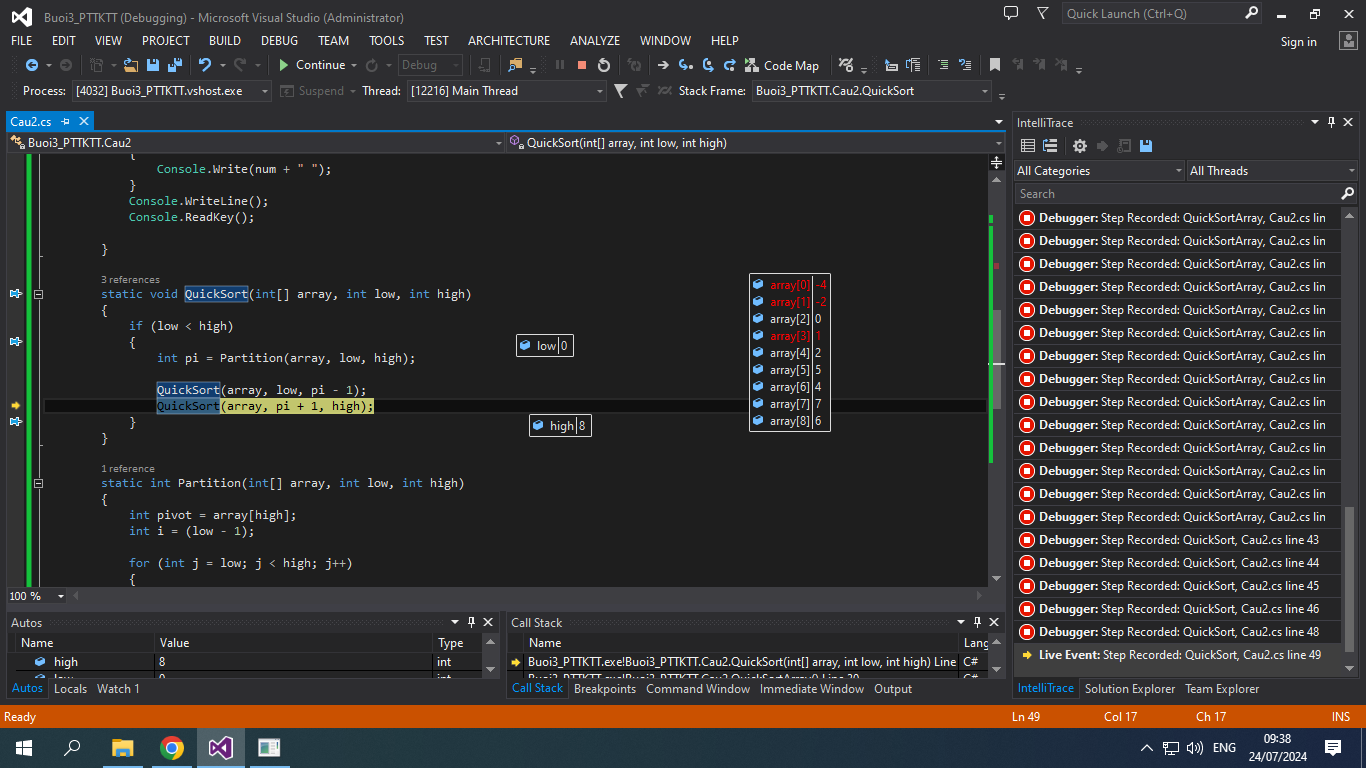 Buoi3_PTTKTT (Debugging) - Microsoft Visual Studio (Administrator)
Quick Launch (Ctrl+Q)
FILE EDIT VIEW PROJECT BUILD DEBUG TEAM TOOLS TEST ARCHITECTURE ANALYZE WINDOW HELP
Sign in
Continue
Debug
Code Map
Process: [4032] Buoi3_PTTKTT.vshost.exe
Suspend
Thread: [12216] Main Thread
Stack Frame: Buoi3_PTTKTT.Cau2.QuickSort
Cau2.cs
Buoi3_PTTKTT.Cau2
QuickSort(int[] array, int low, int high)
{
Console.Write(num + " ");
}
Console.WriteLine();
Console.ReadKey();
}
3 references
static void QuickSort(int[] array, int low, int high)
{
if (low < high)
{
int pi = Partition(array, low, high);
QuickSort(array, low, pi - 1);
QuickSort(array, pi + 1, high);
}
}
1 reference
static int Partition(int[] array, int low, int high)
{
int pivot = array[high];
int i = (low - 1);
for (int j = low; j < high; j++)
{
low 0
high 8
array[0] -4
array[1] -2
array[2] 0
array[3] 1
array[4] 2
array[5] 5
array[6] 4
array[7] 7
array[8] 6
100 %
IntelliTrace
All Categories
All Threads
Search
Debugger: Step Recorded: QuickSortArray, Cau2.cs lin
Debugger: Step Recorded: QuickSortArray, Cau2.cs lin
Debugger: Step Recorded: QuickSortArray, Cau2.cs lin
Debugger: Step Recorded: QuickSortArray, Cau2.cs lin
Debugger: Step Recorded: QuickSortArray, Cau2.cs lin
Debugger: Step Recorded: QuickSortArray, Cau2.cs lin
Debugger: Step Recorded: QuickSortArray, Cau2.cs lin
Debugger: Step Recorded: QuickSortArray, Cau2.cs lin
Debugger: Step Recorded: QuickSortArray, Cau2.cs lin
Debugger: Step Recorded: QuickSortArray, Cau2.cs lin
Debugger: Step Recorded: QuickSortArray, Cau2.cs lin
Debugger: Step Recorded: QuickSortArray, Cau2.cs lin
Debugger: Step Recorded: QuickSortArray, Cau2.cs lin
Debugger: Step Recorded: QuickSortArray, Cau2.cs lin
Debugger: Step Recorded: QuickSort, Cau2.cs line 43
Debugger: Step Recorded: QuickSort, Cau2.cs line 44
Debugger: Step Recorded: QuickSort, Cau2.cs line 45
Debugger: Step Recorded: QuickSort, Cau2.cs line 46
Debugger: Step Recorded: QuickSort, Cau2.cs line 48
Live Event: Step Recorded: QuickSort, Cau2.cs line 49
IntelliTrace Solution Explorer Team Explorer
Autos
Name Value Type
high 8 int
Autos Locals Watch 1
Call Stack
Name Lang
Buoi3_PTTKTT.exe!Buoi3_PTTKTT.Cau2.QuickSort(int[] array, int low, int high) Line C#
Call Stack Breakpoints Command Window Immediate Window Output
Ready
Ln 49 Col 17 Ch 17 INS
ENG
09:38
24/07/2024